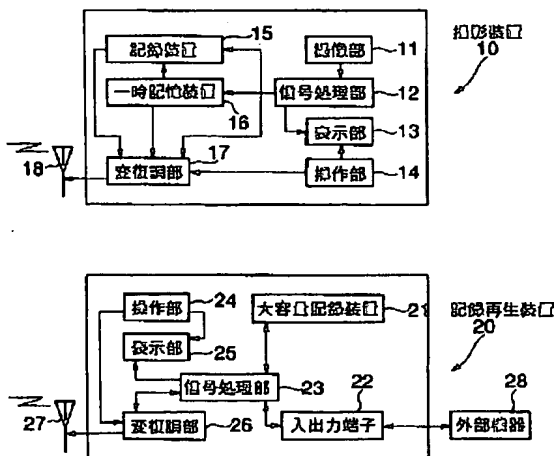 記録装置 15
撮像部 11
撮影装置
10
一時記憶装置
16
信号処理部 12
表示部 13
18
変復調部
17
操作部 14
操作部 24
大容量記録装置 21
記録再生装置
20
表示部
25
信号処理部 23
22
28
27
変復調部 26
入出力端子
外部機器